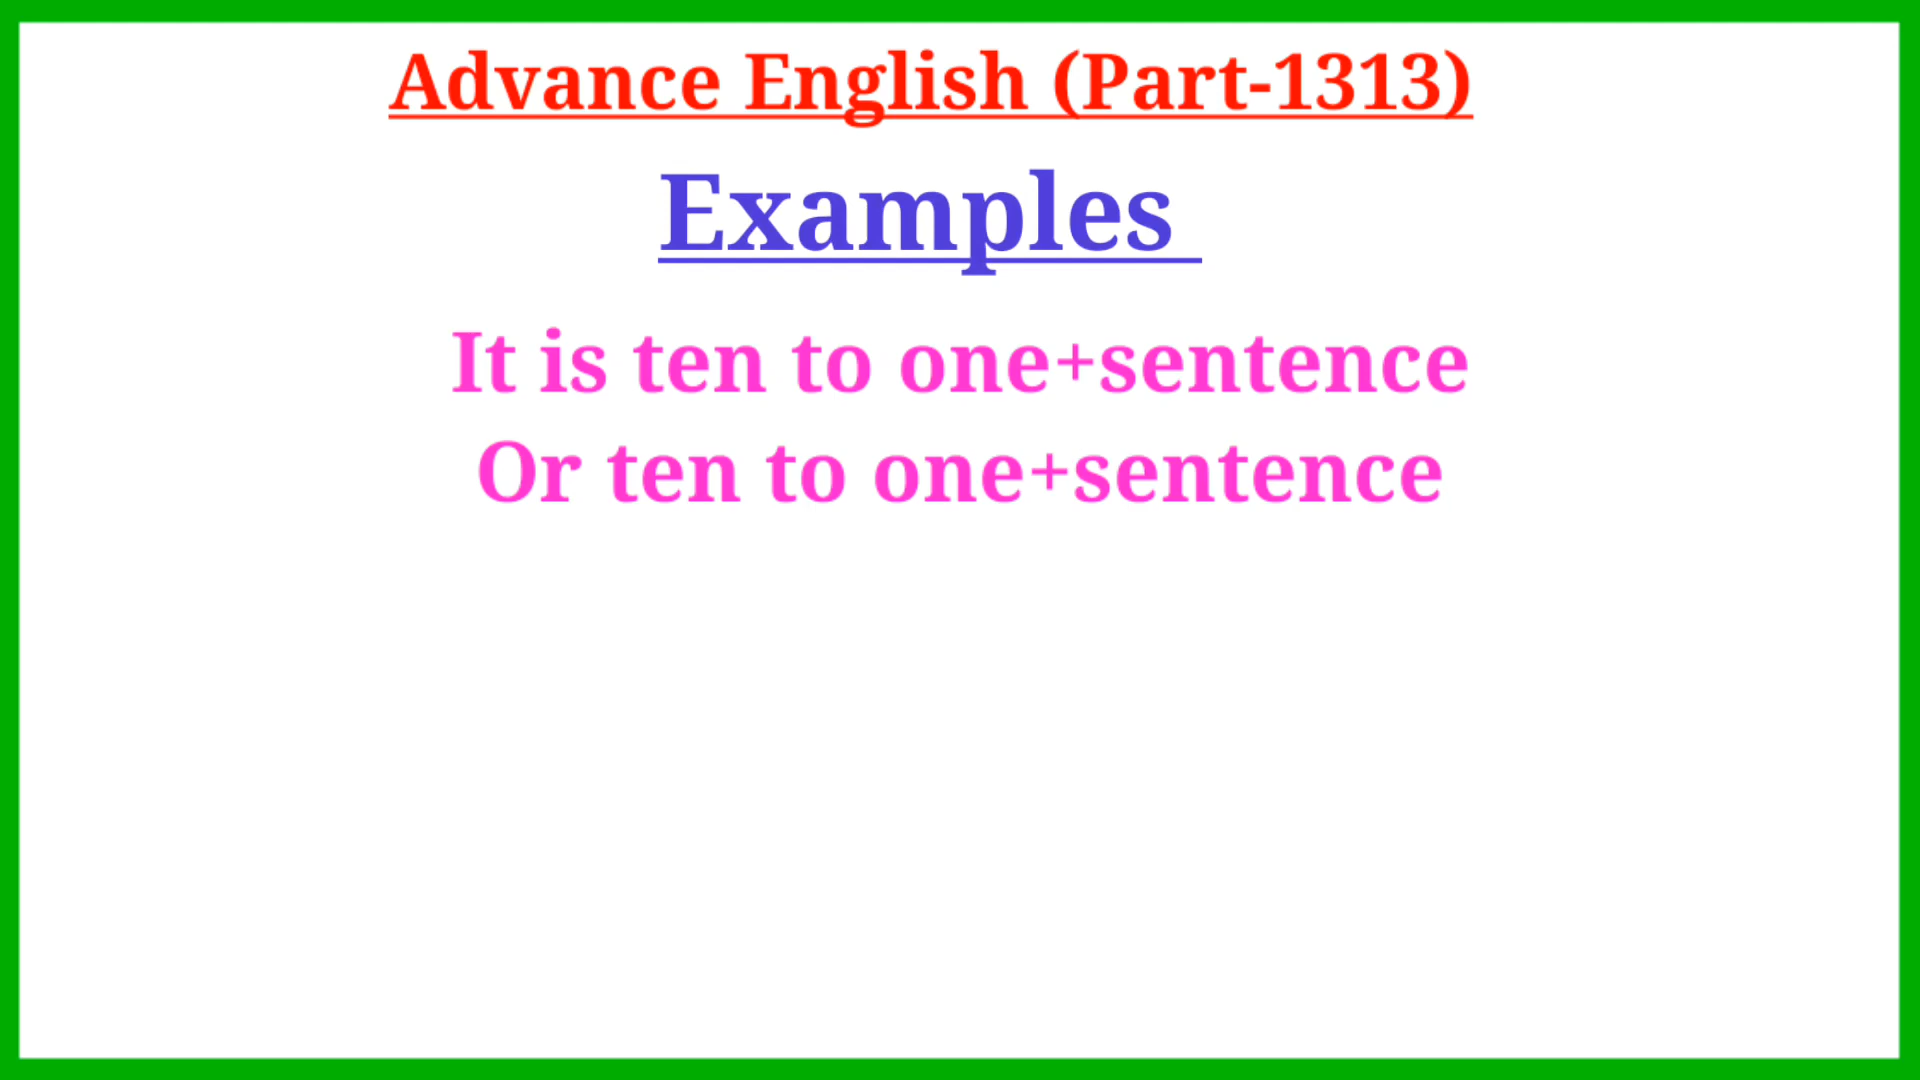 Advance English (Part-1313)
Examples
It is ten to one+sentence
Or ten to one+sentence